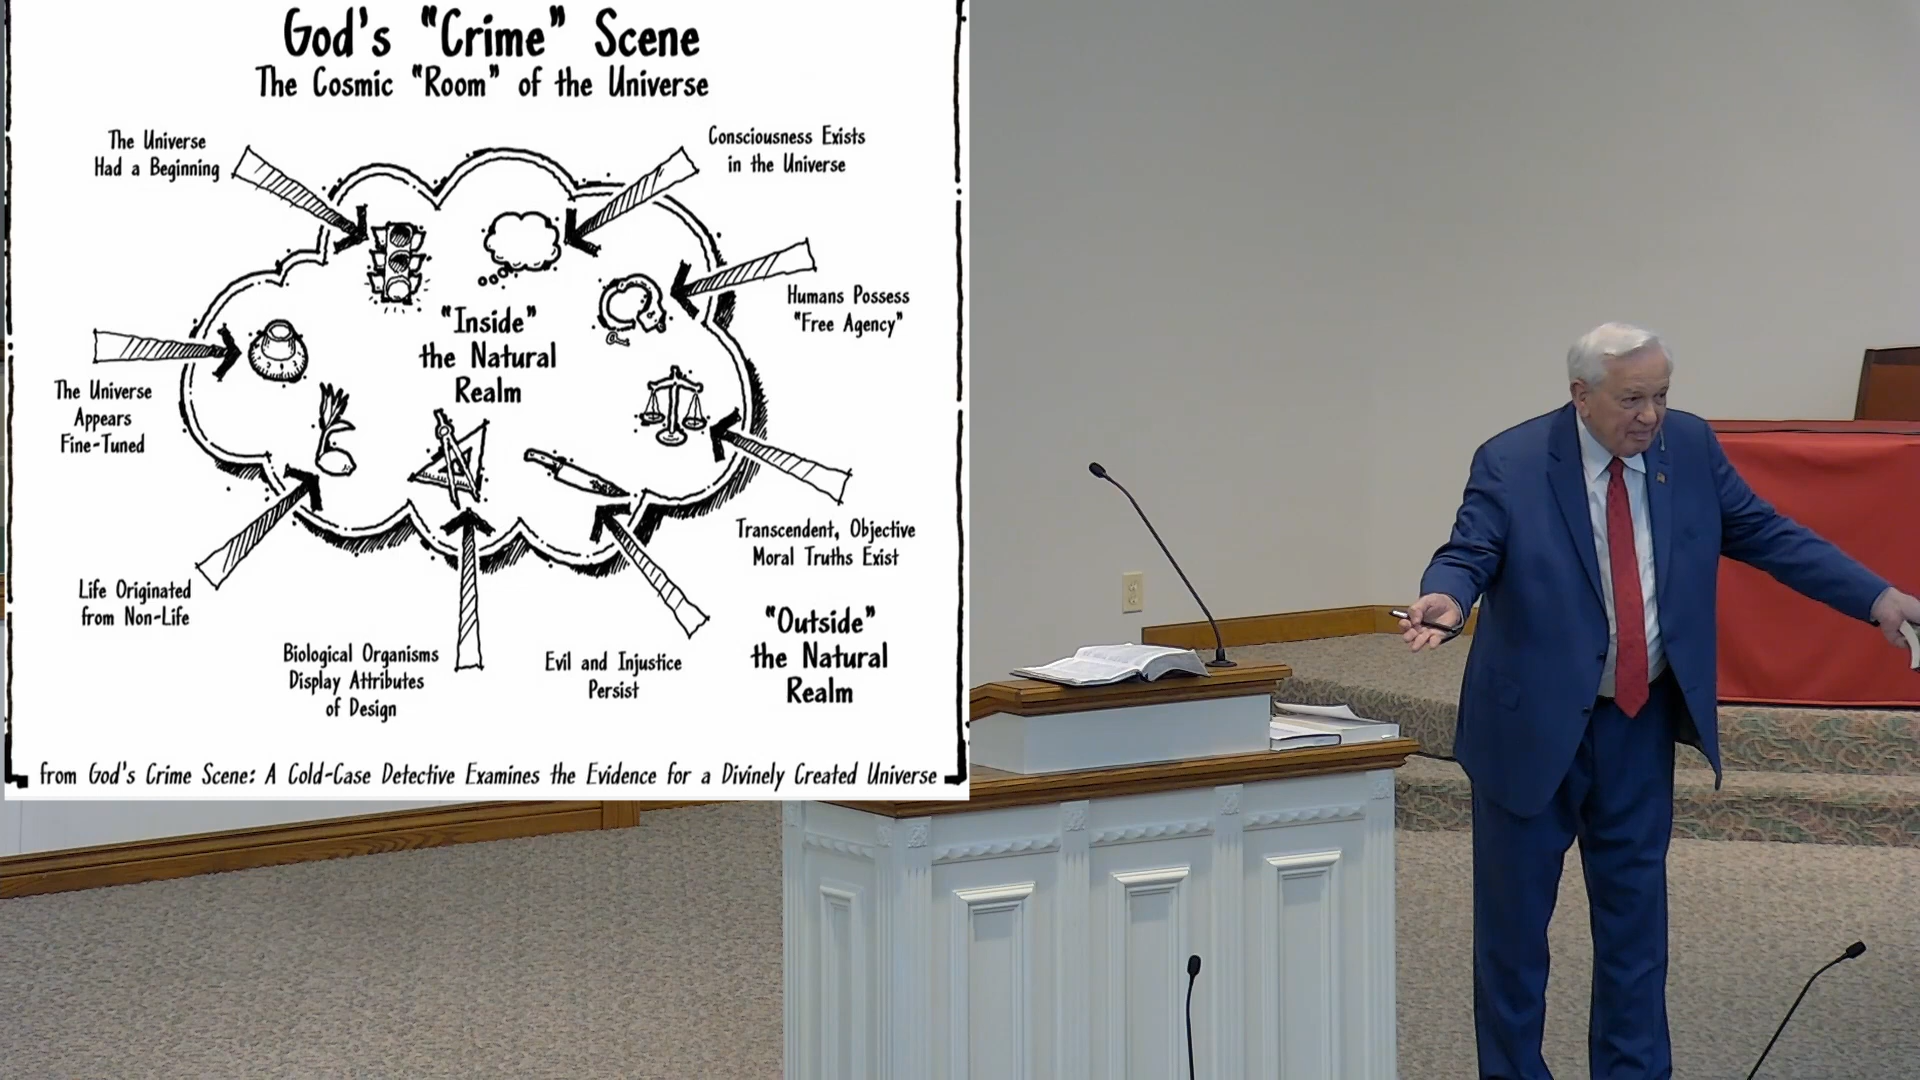 God's "Crime" Scene
The Cosmic "Room" of the Universe
The Universe
Had a Beginning
Consciousness Exists
in the Universe
Humans Possess
"Free Agency"
"Inside"
the Natural
Realm
The Universe
Appears
Fine-Tuned
Transcendent, Objective
Moral Truths Exist
Life Originated
from Non-Life
Biological Organisms
Display Attributes
of Design
Evil and Injustice
Persist
"Outside"
the Natural
Realm
from God's Crime Scene: A Cold-Case Detective Examines the Evidence for a Divinely Created Universe